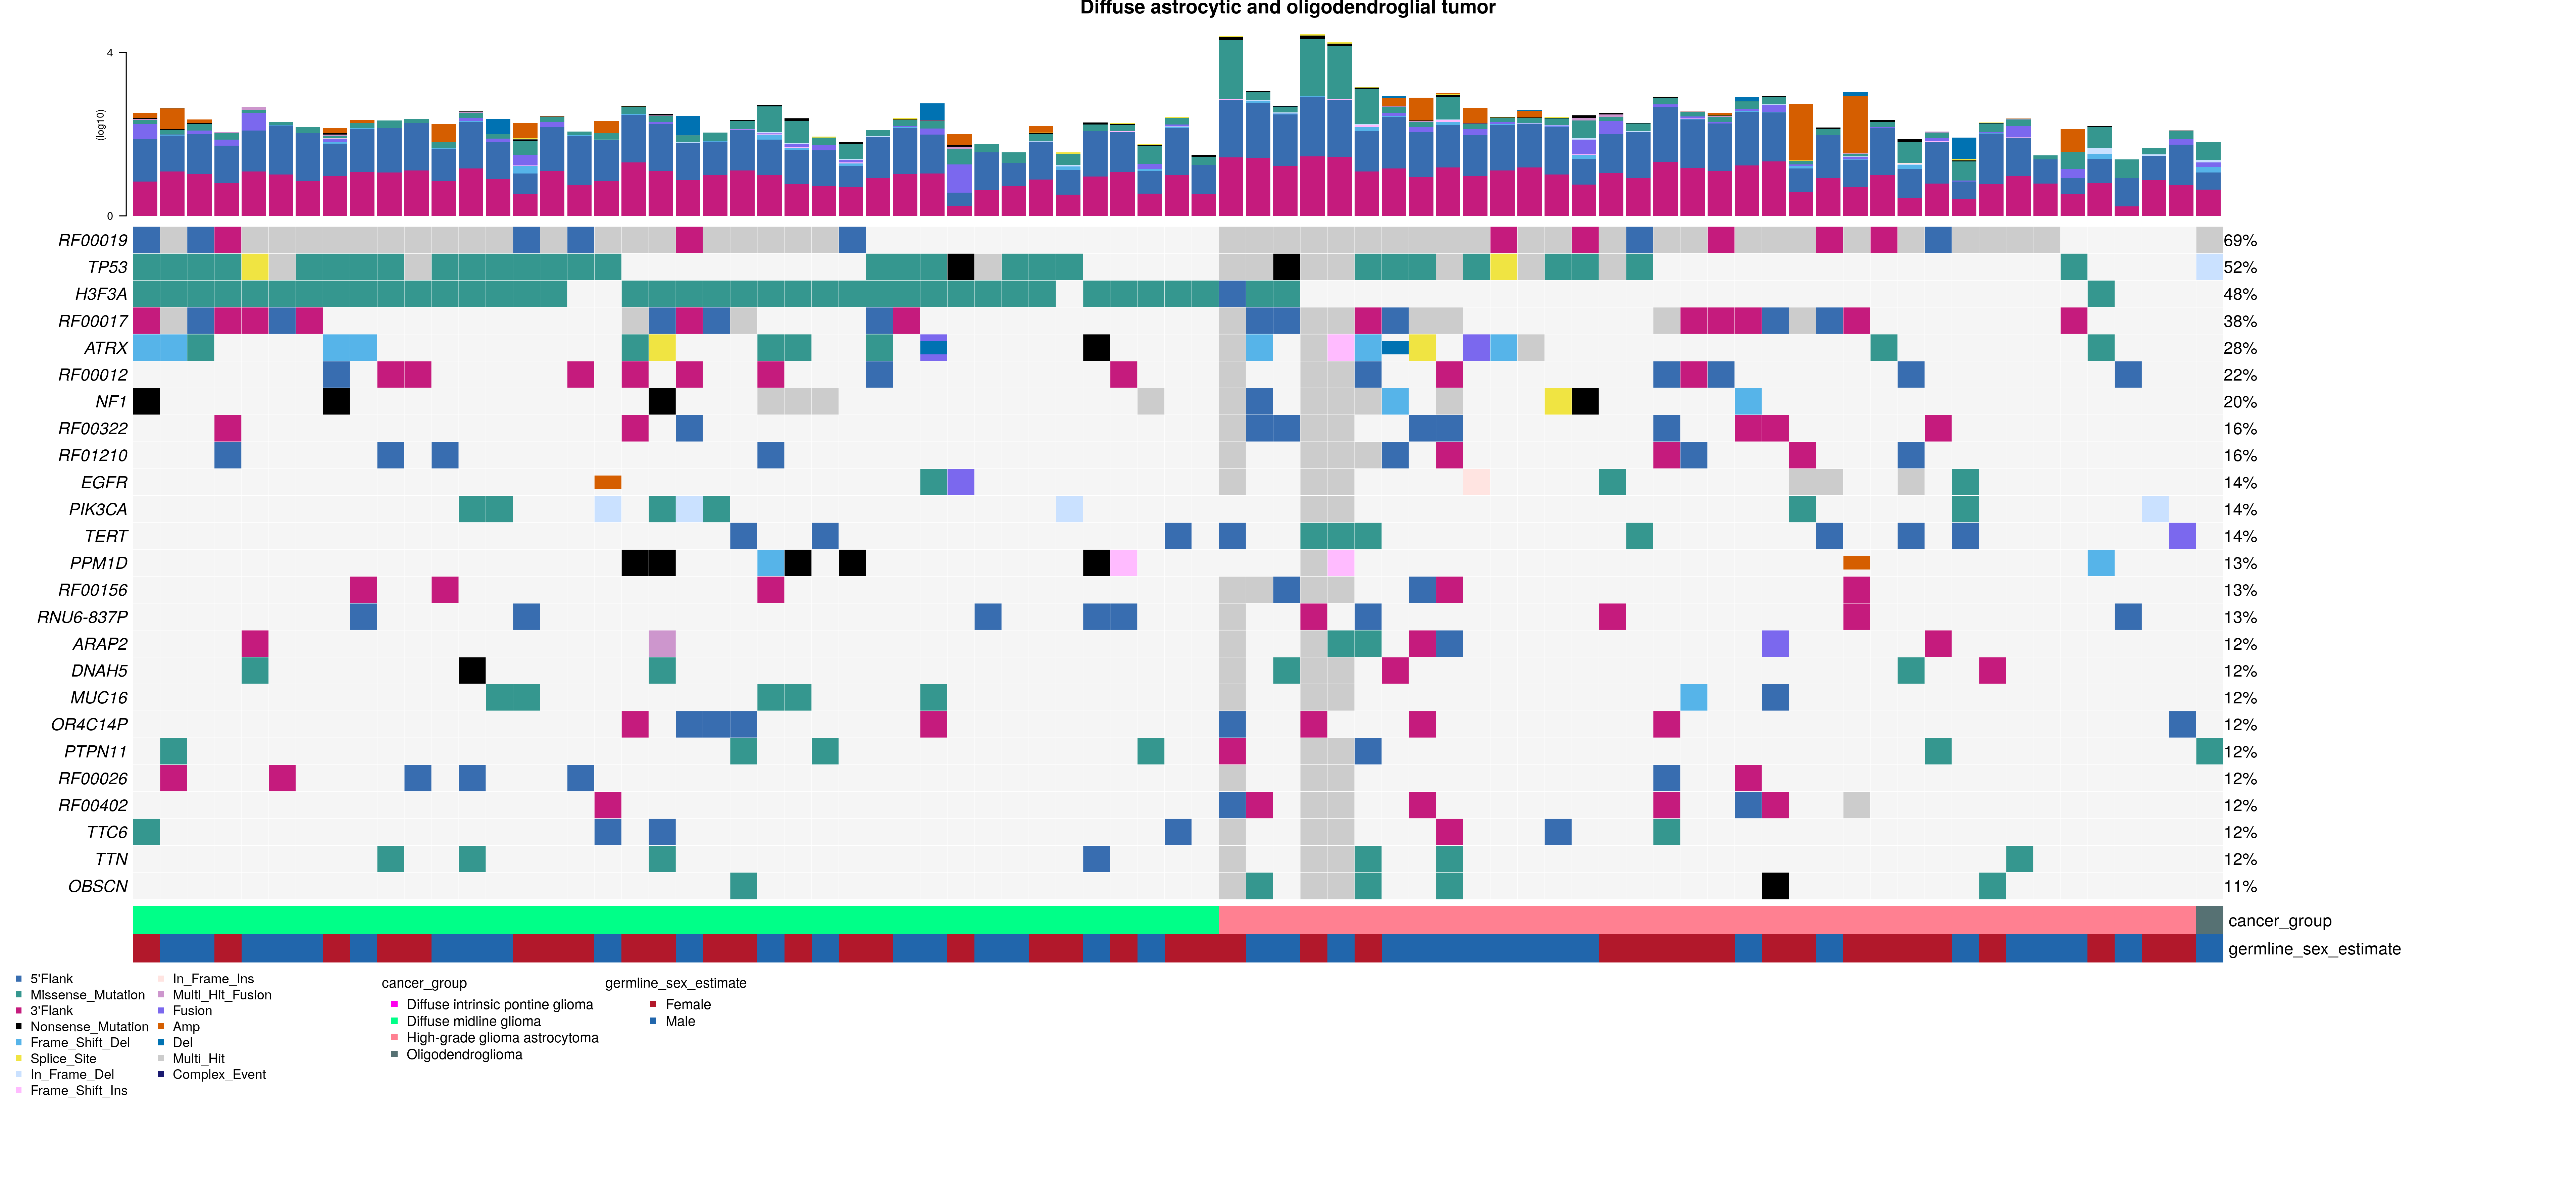 Diffuse astrocytic and oligodendroglial tumor
4
(log10)
0
RF00019 69%
TP53 52%
H3F3A 48%
RF00017 38%
ATRX 28%
RF00012 22%
NF1 20%
RF00322 16%
RF01210 16%
EGFR 14%
PIK3CA 14%
TERT 14%
PPM1D 13%
RF00156 13%
RNU6-837P 13%
ARAP2 12%
DNAH5 12%
MUC16 12%
OR4C14P 12%
PTPN11 12%
RF00026 12%
RF00402 12%
TTC6 12%
TTN 12%
OBSCN 11%
cancer_group
germline_sex_estimate
5'Flank
Missense_Mutation
3'Flank
Nonsense_Mutation
Frame_Shift_Del
Splice_Site
In_Frame_Del
Frame_Shift_Ins
In_Frame_Ins
Multi_Hit_Fusion
Fusion
Amp
Del
Multi_Hit
Complex_Event
cancer_group
Diffuse intrinsic pontine glioma
Diffuse midline glioma
High-grade glioma astrocytoma
Oligodendroglioma
germline_sex_estimate
Female
Male